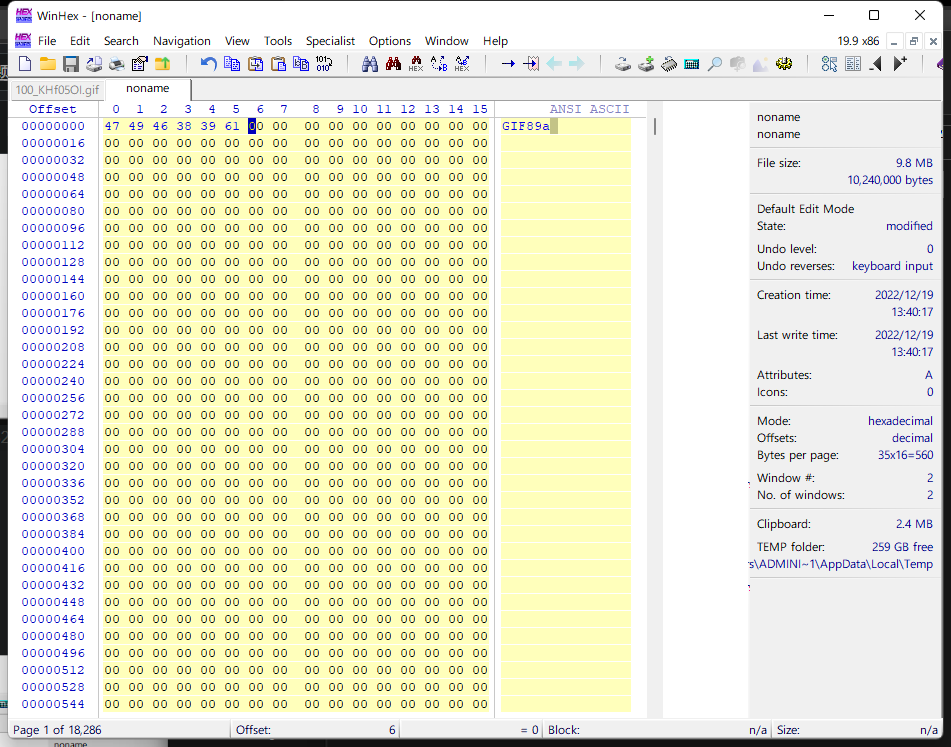 WinHex - [noname]
File Edit Search Navigation View Tools Specialist Options Window Help 19.9 x86
100_KHf05OI.gif noname
Offset 0 1 2 3 4 5 6 7 8 9 10 11 12 13 14 15 ANSI ASCII
00000000 47 49 46 38 39 61 00 00 00 00 00 00 00 00 00 00 GIF89a
00000016 00 00 00 00 00 00 00 00 00 00 00 00 00 00 00 00
00000032 00 00 00 00 00 00 00 00 00 00 00 00 00 00 00 00
00000048 00 00 00 00 00 00 00 00 00 00 00 00 00 00 00 00
00000064 00 00 00 00 00 00 00 00 00 00 00 00 00 00 00 00
00000080 00 00 00 00 00 00 00 00 00 00 00 00 00 00 00 00
00000096 00 00 00 00 00 00 00 00 00 00 00 00 00 00 00 00
00000112 00 00 00 00 00 00 00 00 00 00 00 00 00 00 00 00
00000128 00 00 00 00 00 00 00 00 00 00 00 00 00 00 00 00
00000144 00 00 00 00 00 00 00 00 00 00 00 00 00 00 00 00
00000160 00 00 00 00 00 00 00 00 00 00 00 00 00 00 00 00
00000176 00 00 00 00 00 00 00 00 00 00 00 00 00 00 00 00
00000192 00 00 00 00 00 00 00 00 00 00 00 00 00 00 00 00
00000208 00 00 00 00 00 00 00 00 00 00 00 00 00 00 00 00
00000224 00 00 00 00 00 00 00 00 00 00 00 00 00 00 00 00
00000240 00 00 00 00 00 00 00 00 00 00 00 00 00 00 00 00
00000256 00 00 00 00 00 00 00 00 00 00 00 00 00 00 00 00
00000272 00 00 00 00 00 00 00 00 00 00 00 00 00 00 00 00
00000288 00 00 00 00 00 00 00 00 00 00 00 00 00 00 00 00
00000304 00 00 00 00 00 00 00 00 00 00 00 00 00 00 00 00
00000320 00 00 00 00 00 00 00 00 00 00 00 00 00 00 00 00
00000336 00 00 00 00 00 00 00 00 00 00 00 00 00 00 00 00
00000352 00 00 00 00 00 00 00 00 00 00 00 00 00 00 00 00
00000368 00 00 00 00 00 00 00 00 00 00 00 00 00 00 00 00
00000384 00 00 00 00 00 00 00 00 00 00 00 00 00 00 00 00
00000400 00 00 00 00 00 00 00 00 00 00 00 00 00 00 00 00
00000416 00 00 00 00 00 00 00 00 00 00 00 00 00 00 00 00
00000432 00 00 00 00 00 00 00 00 00 00 00 00 00 00 00 00
00000448 00 00 00 00 00 00 00 00 00 00 00 00 00 00 00 00
00000464 00 00 00 00 00 00 00 00 00 00 00 00 00 00 00 00
00000480 00 00 00 00 00 00 00 00 00 00 00 00 00 00 00 00
00000496 00 00 00 00 00 00 00 00 00 00 00 00 00 00 00 00
00000512 00 00 00 00 00 00 00 00 00 00 00 00 00 00 00 00
00000528 00 00 00 00 00 00 00 00 00 00 00 00 00 00 00 00
00000544 00 00 00 00 00 00 00 00 00 00 00 00 00 00 00 00
noname
noname
File size: 9.8 MB
10,240,000 bytes
Default Edit Mode
State: modified
Undo level: 0
Undo reverses: keyboard input
Creation time: 2022/12/19
13:40:17
Last write time: 2022/12/19
13:40:17
Attributes: A
Icons: 0
Mode: hexadecimal
Offsets: decimal
Bytes per page: 35x16=560
Window #: 2
No. of windows: 2
Clipboard: 2.4 MB
TEMP folder: 259 GB free
s\ADMINI~1\AppData\Local\Temp
Page 1 of 18,286 Offset: 6 = 0 Block: n/a Size: n/a
noname